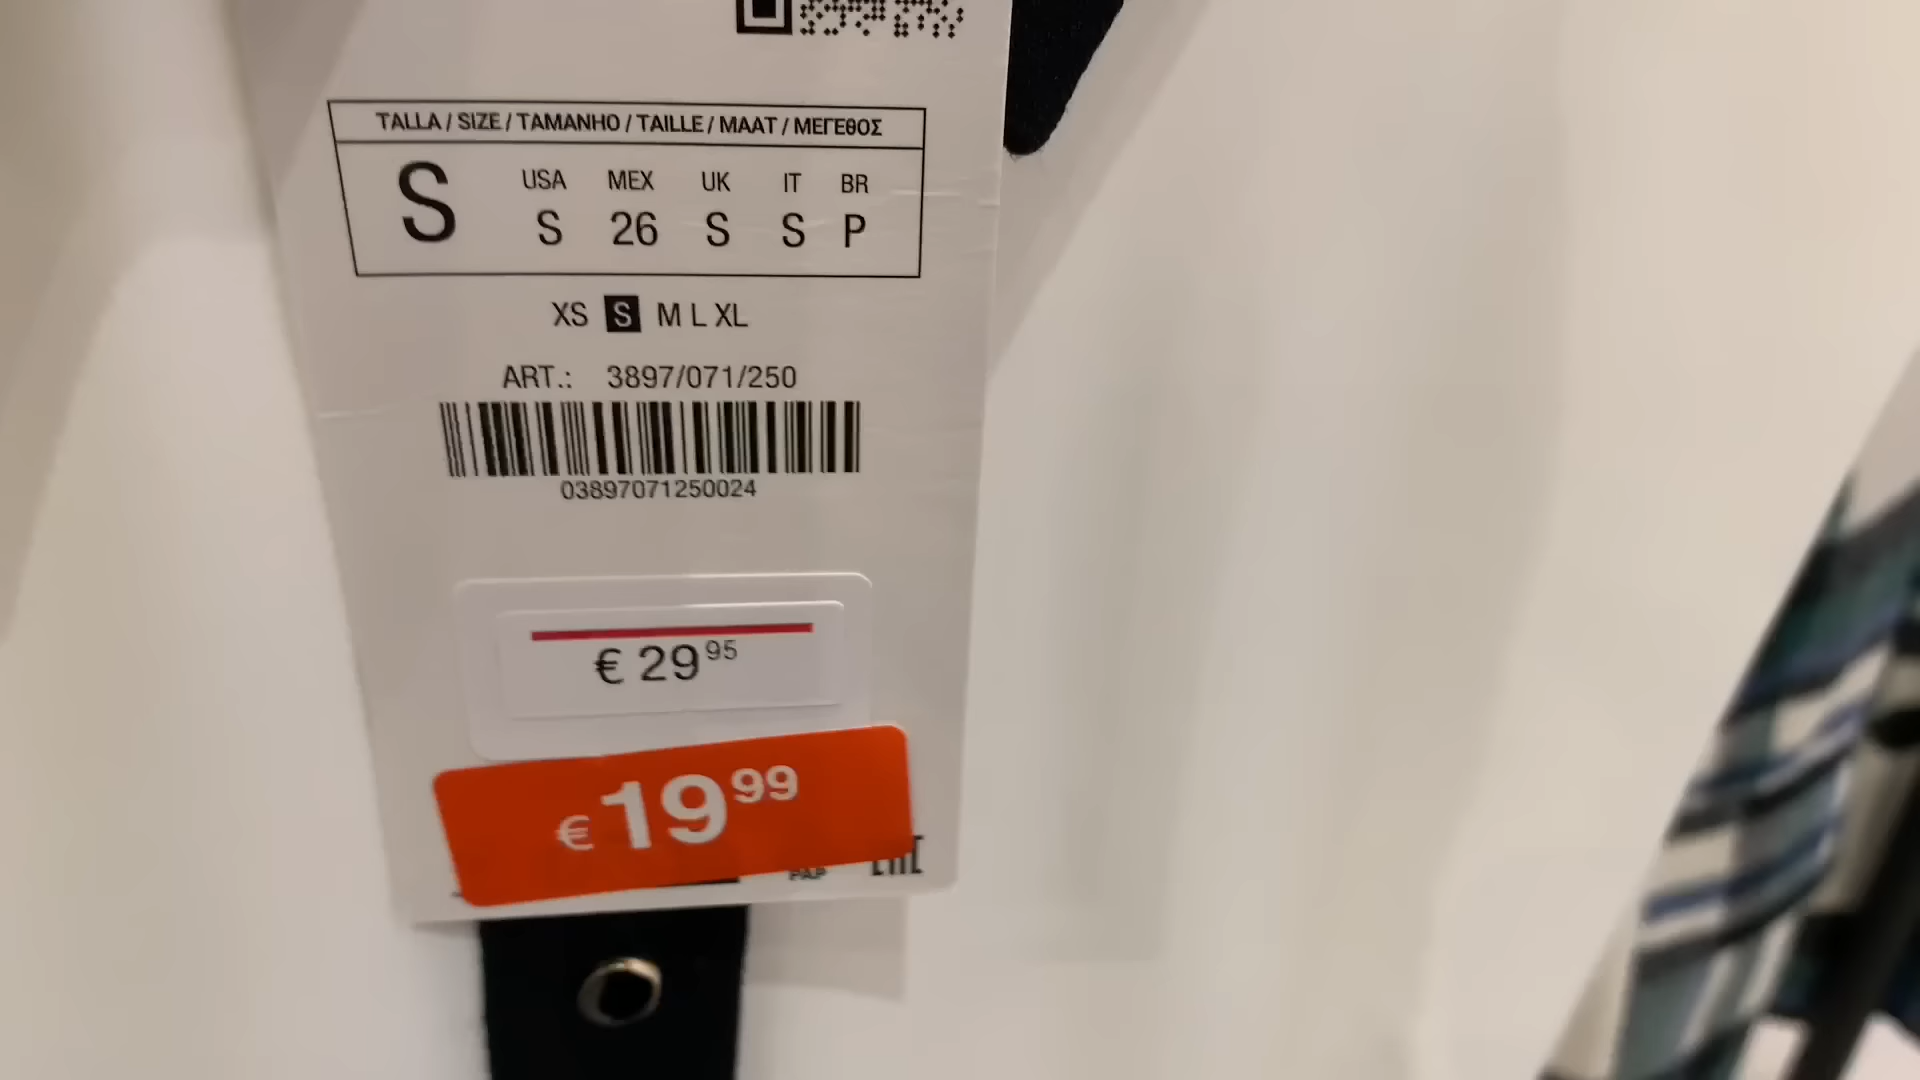 TALLA / SIZE / TAMANHO / TAILLE / MAAT / ΜΕΓΕΘΟΣ
USA MEX UK IT BR
S S 26 S S P
XS S M L XL
ART.: 3897/071/250
03897071250024
€ 29 95
€ 19 99
PAP